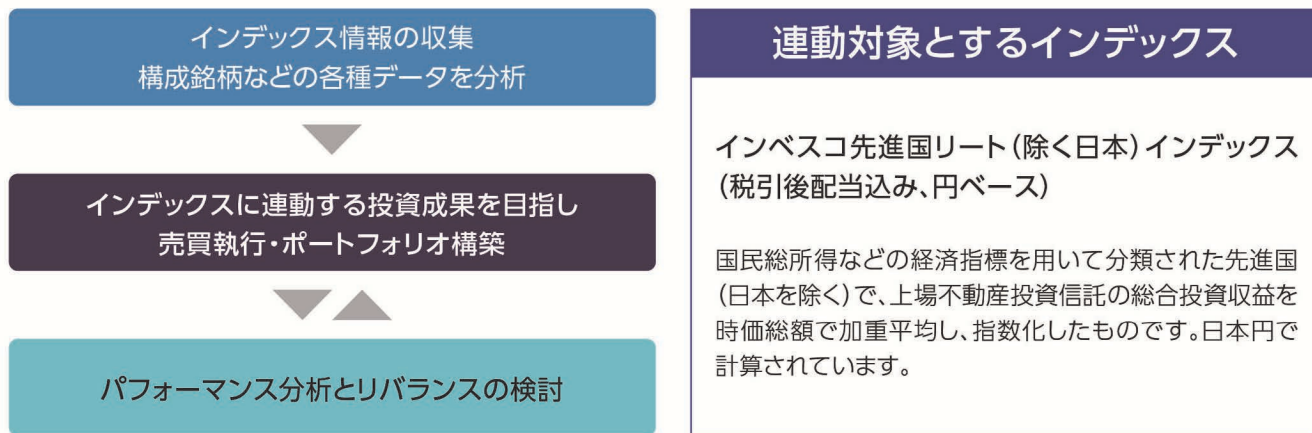 インデックス情報の収集
構成銘柄などの各種データを分析
インデックスに連動する投資成果を目指し
売買執行・ポートフォリオ構築
パフォーマンス分析とリバランスの検討
連動対象とするインデックス
インベスコ先進国リート（除く日本）インデックス
（税引後配当込み、円ベース）
国民総所得などの経済指標を用いて分類された先進国
（日本を除く）で、上場不動産投資信託の総合投資収益を
時価総額で加重平均し、指数化したものです。日本円で
計算されています。